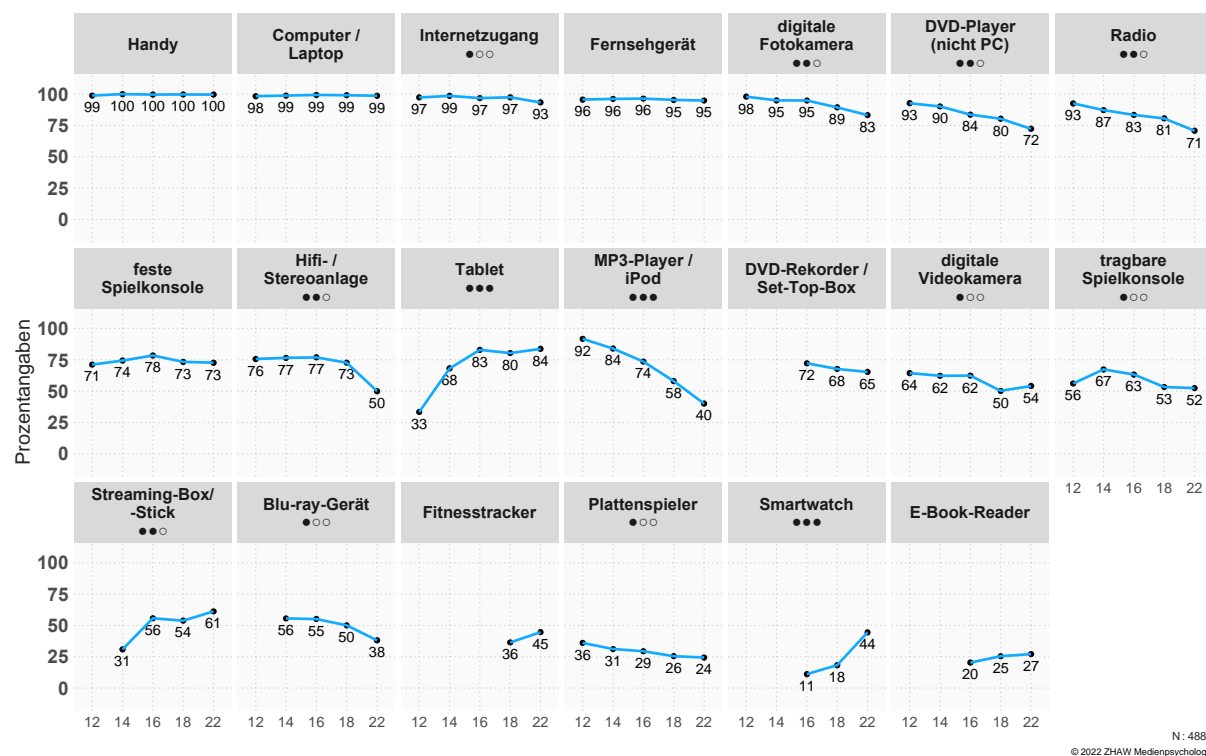 Handy
Computer /
Laptop
Internetzugang
●○○
Fernsehgerät
digitale
Fotokamera
●●○
DVD-Player
(nicht PC)
●●○
Radio
●●○
100
75
50
25
0
99 100 100 100 100
98 99 99 99 99
97 99 97 97 93
96 96 96 95 95
98 95 95 89 83
93 90 84 80 72
93 87 83 81 71
feste
Spielkonsole
Hifi- /
Stereoanlage
●●○
Tablet
●●●
MP3-Player /
iPod
●●●
DVD-Rekorder /
Set-Top-Box
digitale
Videokamera
●○○
tragbare
Spielkonsole
●○○
Prozentangaben
100
75
50
25
0
71 74 78 73 73
76 77 77 73 50
33 68 83 80 84
92 84 74 58 40
72 68 65
64 62 62 50 54
56 67 63 53 52
12 14 16 18 22
Streaming-Box/
-Stick
●●○
Blu-ray-Gerät
●○○
Fitnesstracker
Plattenspieler
●○○
Smartwatch
●●●
E-Book-Reader
100
75
50
25
0
31 56 54 61
56 55 50 38
36 45
36 31 29 26 24
11 18 44
20 25 27
12 14 16 18 22
12 14 16 18 22
12 14 16 18 22
12 14 16 18 22
12 14 16 18 22
12 14 16 18 22
N : 488
© 2022 ZHAW Medienpsycholog